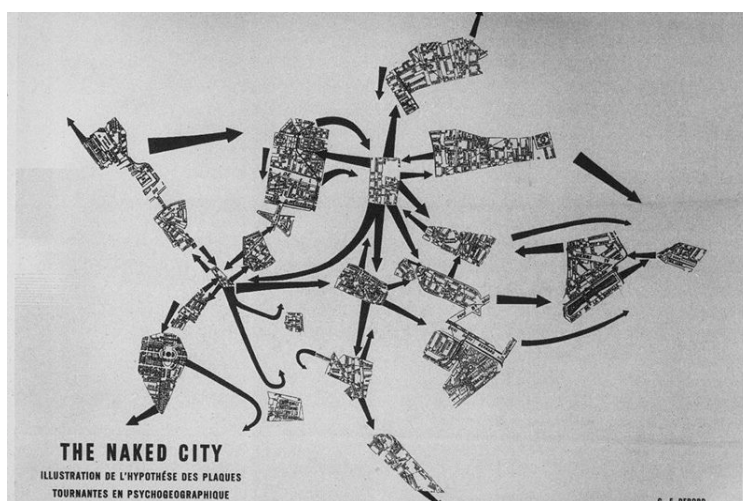 THE NAKED CITY
ILLUSTRATION DE L'HYPOTHÉSE DES PLAQUES
TOURNANTES EN PSYCHOGEOGRAPHIQUE